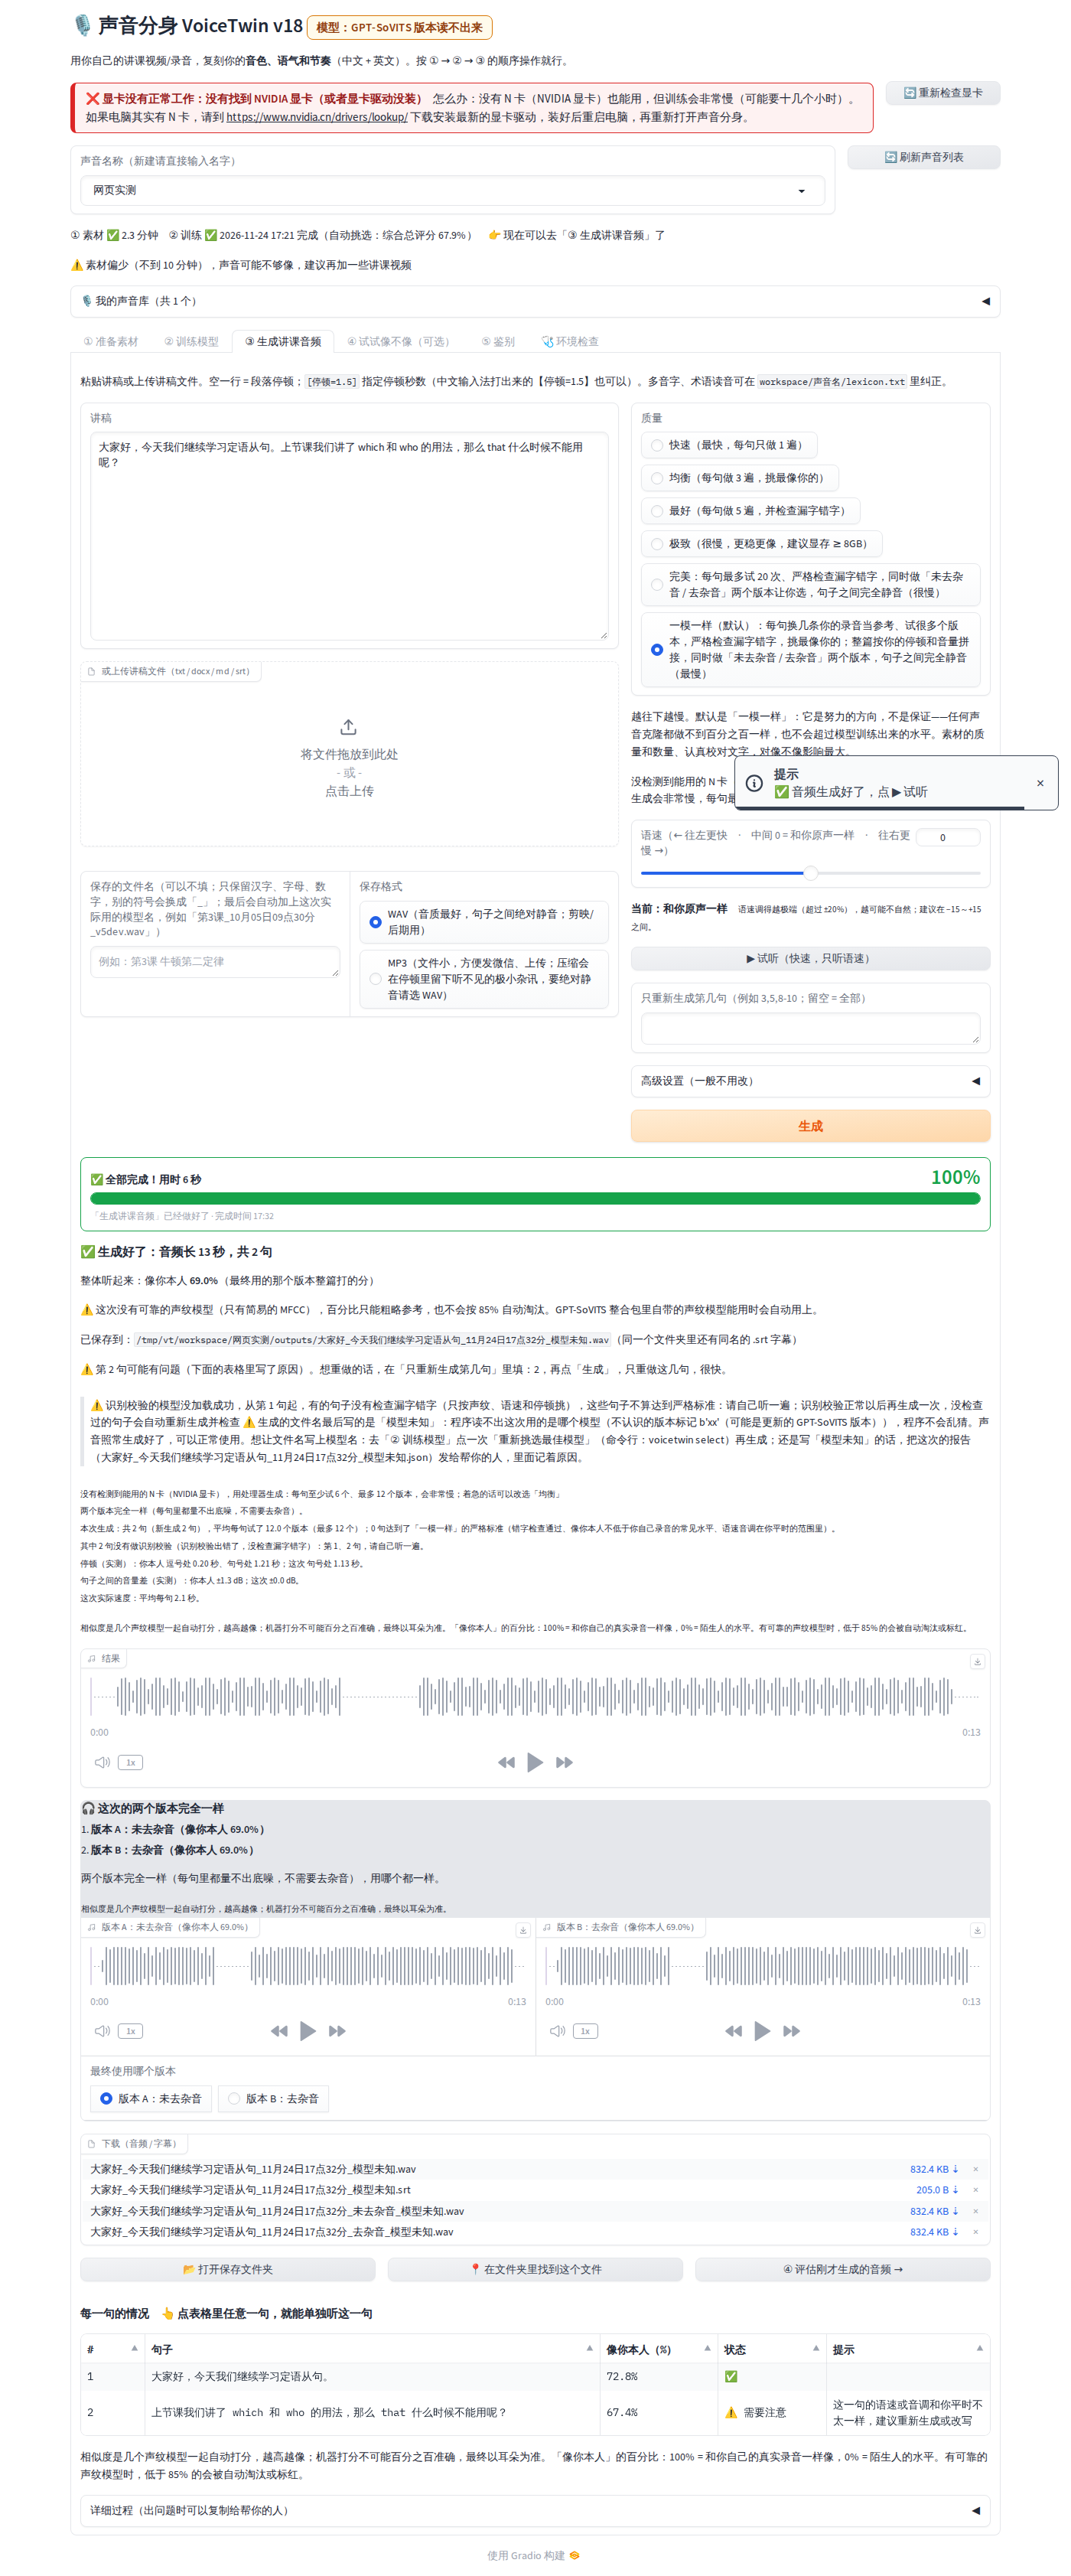 🎙️ 声音分身 VoiceTwin v18 模型：GPT-SoVITS 版本读不出来
用你自己的讲课视频/录音，复刻你的音色、语气和节奏（中文 + 英文）。按 ① → ② → ③ 的顺序操作就行。
❌ 显卡没有正常工作：没有找到 NVIDIA 显卡（或者显卡驱动没装） 怎么办：没有 N 卡（NVIDIA 显卡）也能用，但训练会非常慢（可能要十几个小时）。
如果电脑其实有 N 卡，请到 https://www.nvidia.cn/drivers/lookup/ 下载安装最新的显卡驱动，装好后重启电脑，再重新打开声音分身。
🔄 重新检查显卡
声音名称（新建请直接输入名字）
网页实测
🔄 刷新声音列表
① 素材 ✅ 2.3 分钟 ② 训练 ✅ 2026-11-24 17:21 完成（自动挑选：综合总评分 67.9%） 👉 现在可以去「③ 生成讲课音频」了
⚠️ 素材偏少（不到 10 分钟），声音可能不够像，建议再加一些讲课视频
🎙️ 我的声音库（共 1 个）
① 准备素材 ② 训练模型 ③ 生成讲课音频 ④ 试试像不像（可选） ⑤ 鉴别 🩺 环境检查
粘贴讲稿或上传讲稿文件。空一行 = 段落停顿；[停顿=1.5] 指定停顿秒数（中文输入法打出来的【停顿=1.5】也可以）。多音字、术语读音可在 workspace/声音名/lexicon.txt 里纠正。
讲稿
大家好，今天我们继续学习定语从句。上节课我们讲了 which 和 who 的用法，那么 that 什么时候不能用
呢？
或上传讲稿文件（txt / docx / md / srt）
将文件拖放到此处
- 或 -
点击上传
保存的文件名（可以不填；只保留汉字、字母、数
字，别的符号会换成「_」；最后会自动加上这次实
际用的模型名，例如「第3课_10月05日09点30分
_v5dev.wav」）
例如：第3课 牛顿第二定律
保存格式
WAV（音质最好，句子之间绝对静音；剪映/
后期用）
MP3（文件小，方便发微信、上传；压缩会
在停顿里留下听不见的极小杂讯，要绝对静
音请选 WAV）
质量
快速（最快，每句只做 1 遍）
均衡（每句做 3 遍，挑最像你的）
最好（每句做 5 遍，并检查漏字错字）
极致（很慢，更稳更像，建议显存 ≥ 8GB）
完美：每句最多试 20 次、严格检查漏字错字，同时做「未去杂
音 / 去杂音」两个版本让你选，句子之间完全静音（很慢）
一模一样（默认）：每句换几条你的录音当参考、试很多个版
本，严格检查漏字错字，挑最像你的；整篇按你的停顿和音量拼
接，同时做「未去杂音 / 去杂音」两个版本，句子之间完全静音
（最慢）
越往下越慢。默认是「一模一样」：它是努力的方向，不是保证——任何声
音克隆都做不到百分之百一样，也不会超过模型训练出来的水平。素材的质
量和数量、认真校对文字，对像不像影响最大。
没检测到能用的 N 卡
生成会非常慢，每句最
提示
✅ 音频生成好了，点 ▶ 试听
×
语速（← 往左更快 · 中间 0 = 和你原声一样 · 往右更
慢 →）
0
当前：和你原声一样 语速调得越极端（超过 ±20%），越可能不自然；建议在 −15～+15
之间。
▶ 试听（快速，只听语速）
只重新生成第几句（例如 3,5,8-10；留空 = 全部）
高级设置（一般不用改）
生成
✅ 全部完成！用时 6 秒 100%
「生成讲课音频」已经做好了 · 完成时间 17:32
✅ 生成好了：音频长 13 秒，共 2 句
整体听起来：像你本人 69.0%（最终用的那个版本整篇打的分）
⚠️ 这次没有可靠的声纹模型（只有简易的 MFCC），百分比只能粗略参考，也不会按 85% 自动淘汰。GPT-SoVITS 整合包里自带的声纹模型能用时会自动用上。
已保存到：/tmp/vt/workspace/网页实测/outputs/大家好_今天我们继续学习定语从句_11月24日17点32分_模型未知.wav（同一个文件夹里还有同名的 .srt 字幕）
⚠️ 第 2 句可能有问题（下面的表格里写了原因）。想重做的话，在「只重新生成第几句」里填：2，再点「生成」，只重做这几句，很快。
⚠️ 识别校验的模型没加载成功，从第 1 句起，有的句子没有检查漏字错字（只按声纹、语速和停顿挑），这些句子不算达到严格标准：请自己听一遍；识别校验正常以后再生成一次，没检查
过的句子会自动重新生成并检查 ⚠️ 生成的文件名最后写的是「模型未知」：程序读不出这次用的是哪个模型（不认识的版本标记 b'xx'（可能是更新的 GPT-SoVITS 版本）），程序不会乱猜。声
音照常生成好了，可以正常使用。想让文件名写上模型名：去「② 训练模型」点一次「重新挑选最佳模型」（命令行：voicetwin select）再生成；还是写「模型未知」的话，把这次的报告
（大家好_今天我们继续学习定语从句_11月24日17点32分_模型未知.json）发给帮你的人，里面记着原因。
没有检测到能用的 N 卡（NVIDIA 显卡），用处理器生成：每句至少试 6 个、最多 12 个版本，会非常慢；着急的话可以改选「均衡」
两个版本完全一样（每句里都量不出底噪，不需要去杂音）。
本次生成：共 2 句（新生成 2 句），平均每句试了 12.0 个版本（最多 12 个）；0 句达到了「一模一样」的严格标准（错字检查通过、像你本人不低于你自己录音的常见水平、语速音调在你平时的范围里）。
其中 2 句没有做识别校验（识别校验出错了，没检查漏字错字）：第 1、2 句，请自己听一遍。
停顿（实测）：你本人 逗号处 0.20 秒、句号处 1.21 秒；这次 句号处 1.13 秒。
句子之间的音量差（实测）：你本人 ±1.3 dB；这次 ±0.0 dB。
这次实际速度：平均每句 2.1 秒。
相似度是几个声纹模型一起自动打分，越高越像；机器打分不可能百分之百准确，最终以耳朵为准。「像你本人」的百分比：100% = 和你自己的真实录音一样像，0% = 陌生人的水平。有可靠的声纹模型时，低于 85% 的会被自动淘汰或标红。
结果
0:00 0:13
1x
🎧 这次的两个版本完全一样
1. 版本 A：未去杂音（像你本人 69.0%）
2. 版本 B：去杂音（像你本人 69.0%）
两个版本完全一样（每句里都量不出底噪，不需要去杂音），用哪个都一样。
相似度是几个声纹模型一起自动打分，越高越像；机器打分不可能百分之百准确，最终以耳朵为准。
版本 A：未去杂音（像你本人 69.0%）
0:00 0:13
1x
版本 B：去杂音（像你本人 69.0%）
0:00 0:13
1x
最终使用哪个版本
版本 A：未去杂音 版本 B：去杂音
下载（音频 / 字幕）
大家好_今天我们继续学习定语从句_11月24日17点32分_模型未知.wav 832.4 KB ⇣ ×
大家好_今天我们继续学习定语从句_11月24日17点32分_模型未知.srt 205.0 B ⇣ ×
大家好_今天我们继续学习定语从句_11月24日17点32分_未去杂音_模型未知.wav 832.4 KB ⇣ ×
大家好_今天我们继续学习定语从句_11月24日17点32分_去杂音_模型未知.wav 832.4 KB ⇣ ×
📂 打开保存文件夹 📍 在文件夹里找到这个文件 ④ 评估刚才生成的音频 →
每一句的情况 👆 点表格里任意一句，就能单独听这一句
# 句子 像你本人（%） 状态 提示
1 大家好，今天我们继续学习定语从句。 72.8% ✅
2 上节课我们讲了 which 和 who 的用法，那么 that 什么时候不能用呢？ 67.4% ⚠️ 需要注意 这一句的语速或音调和你平时不
太一样，建议重新生成或改写
相似度是几个声纹模型一起自动打分，越高越像；机器打分不可能百分之百准确，最终以耳朵为准。「像你本人」的百分比：100% = 和你自己的真实录音一样像，0% = 陌生人的水平。有可靠的
声纹模型时，低于 85% 的会被自动淘汰或标红。
详细过程（出问题时可以复制给帮你的人）
使用 Gradio 构建